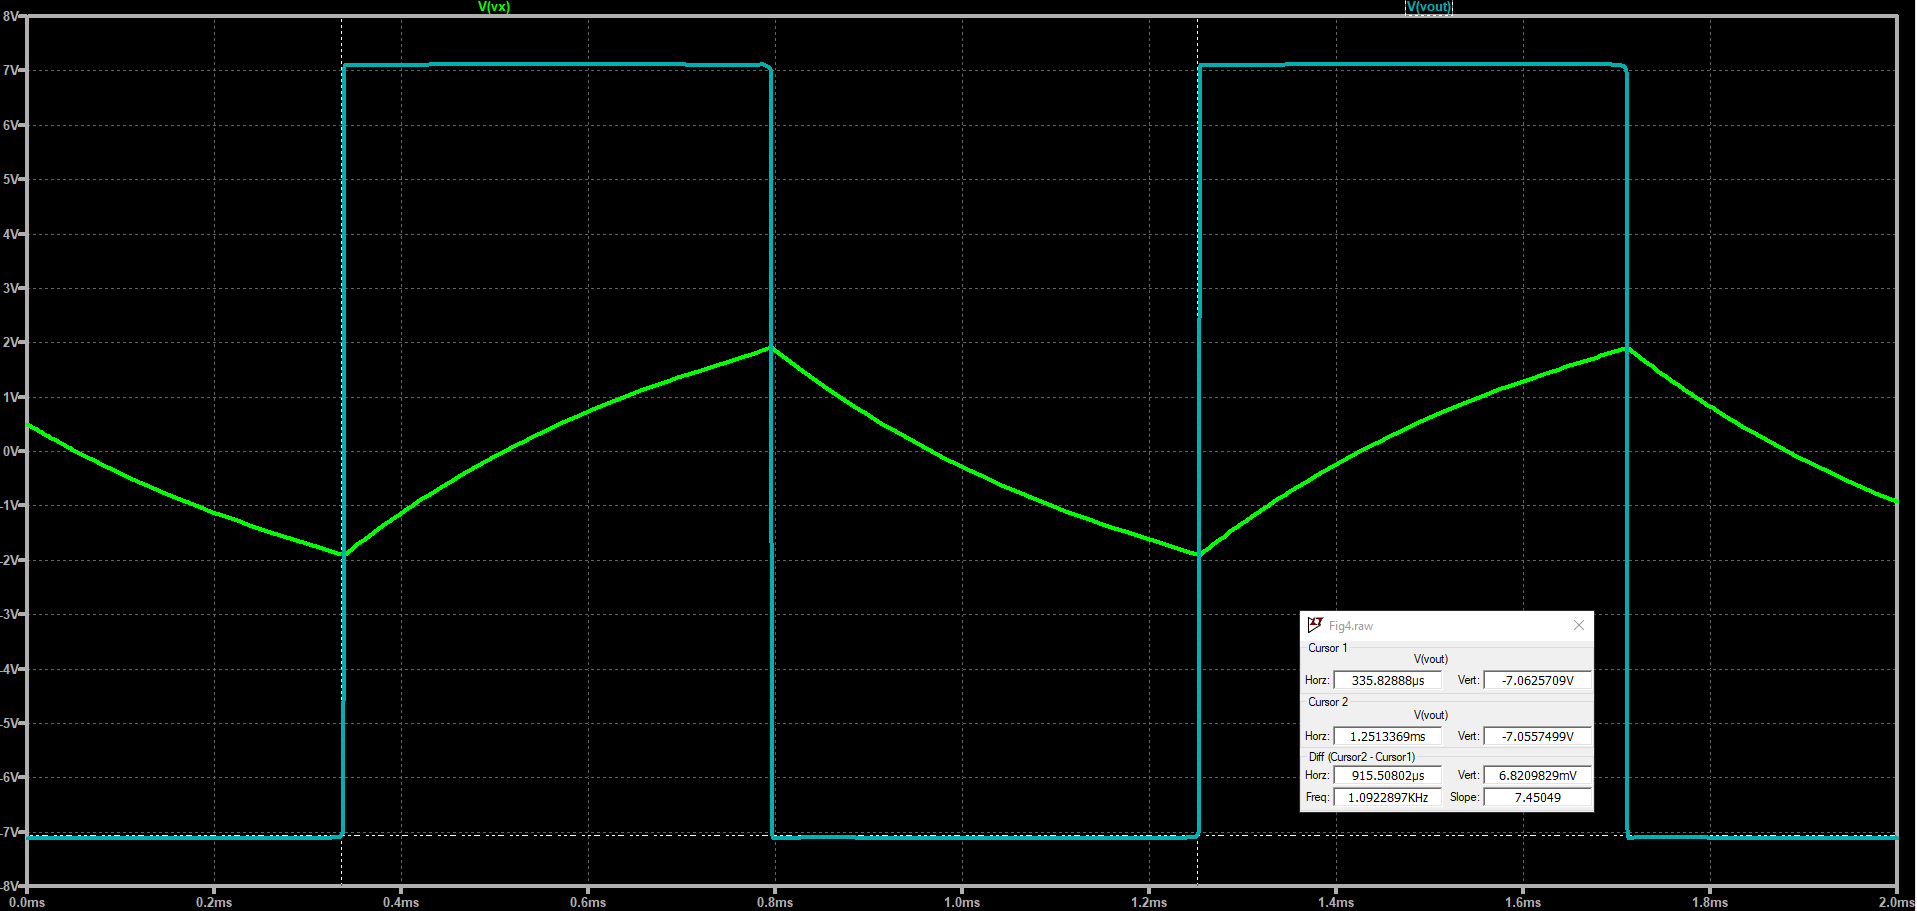 V(vx) V(vout)
8V
7V
6V
5V
4V
3V
2V
1V
0V
-1V
-2V
-3V
-4V
-5V
-6V
-7V
-8V
0.0ms 0.2ms 0.4ms 0.6ms 0.8ms 1.0ms 1.2ms 1.4ms 1.6ms 1.8ms 2.0ms
Fig4.raw
Cursor 1
V(vout)
Horz: 335.82888µs Vert: -7.0625709V
Cursor 2
V(vout)
Horz: 1.2513369ms Vert: -7.0557499V
Diff (Cursor2 - Cursor1)
Horz: 915.50802µs Vert: 6.8209829mV
Freq: 1.0922897KHz Slope: 7.45049